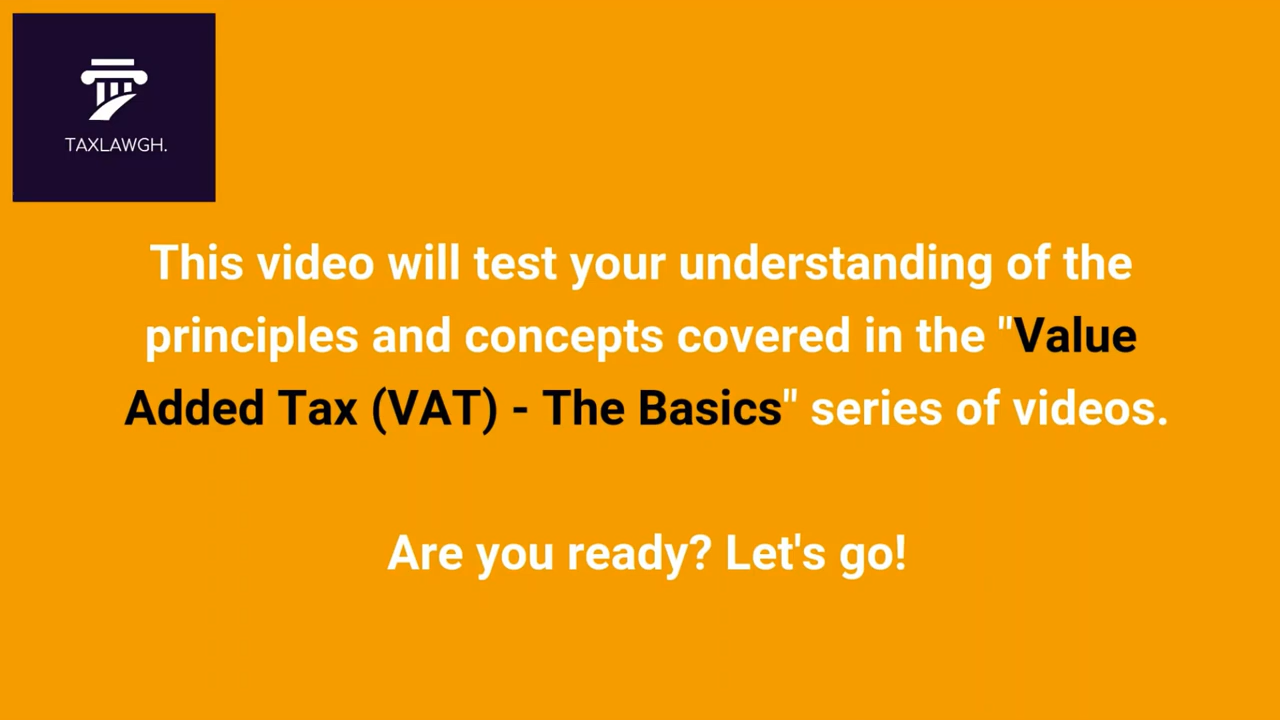 TAXLAWGH.
This video will test your understanding of the
principles and concepts covered in the "Value
Added Tax (VAT) - The Basics" series of videos.
Are you ready? Let's go!